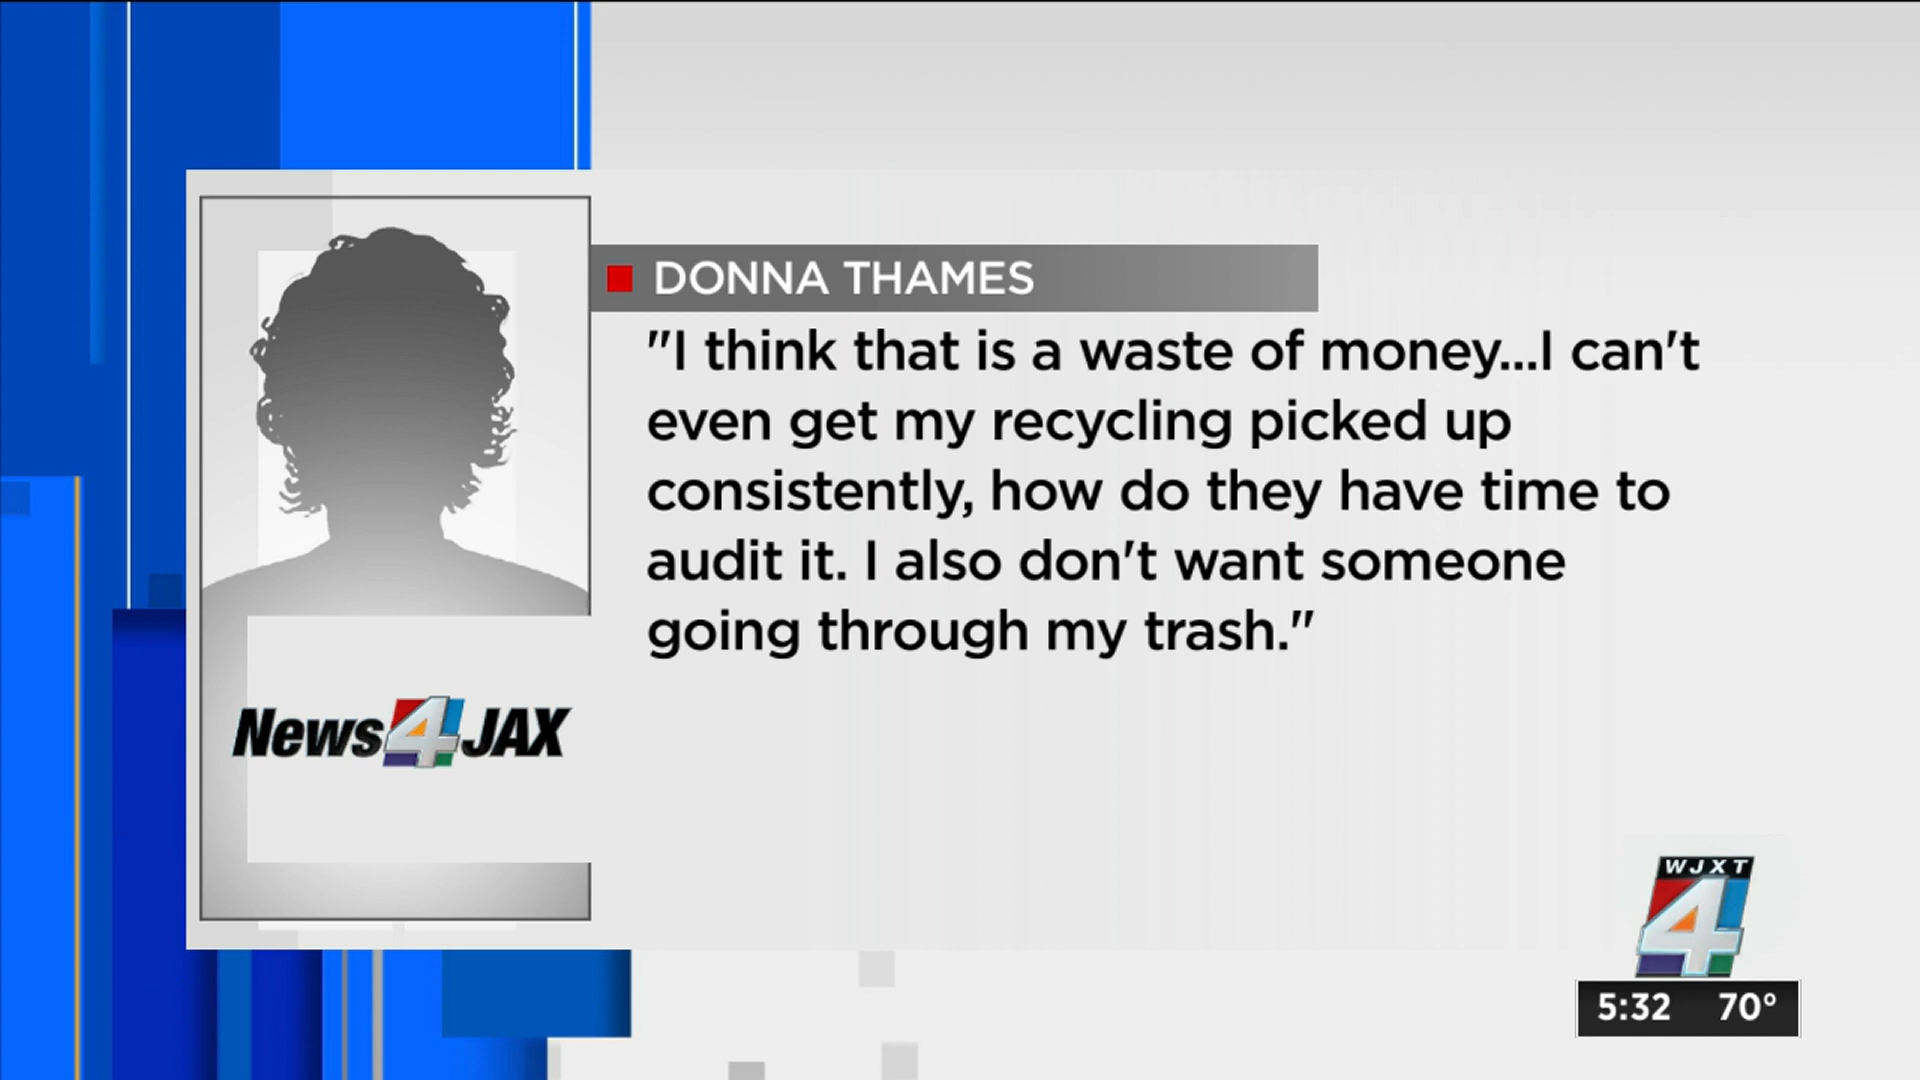 DONNA THAMES
"I think that is a waste of money...I can't
even get my recycling picked up
consistently, how do they have time to
audit it. I also don't want someone
going through my trash."
News4JAX
WJXT
4
5:32 70°